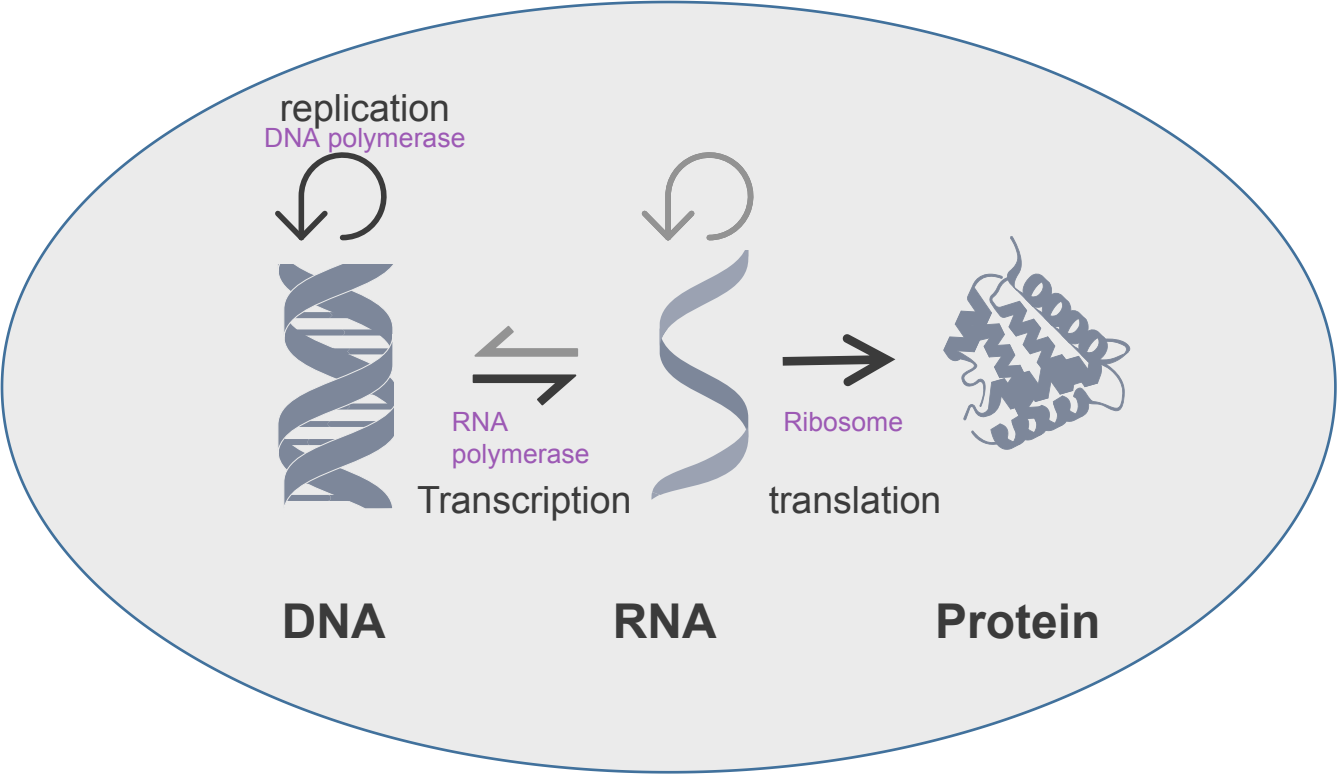 replication
DNA polymerase
RNA
polymerase
Ribosome
Transcription
translation
DNA
RNA
Protein